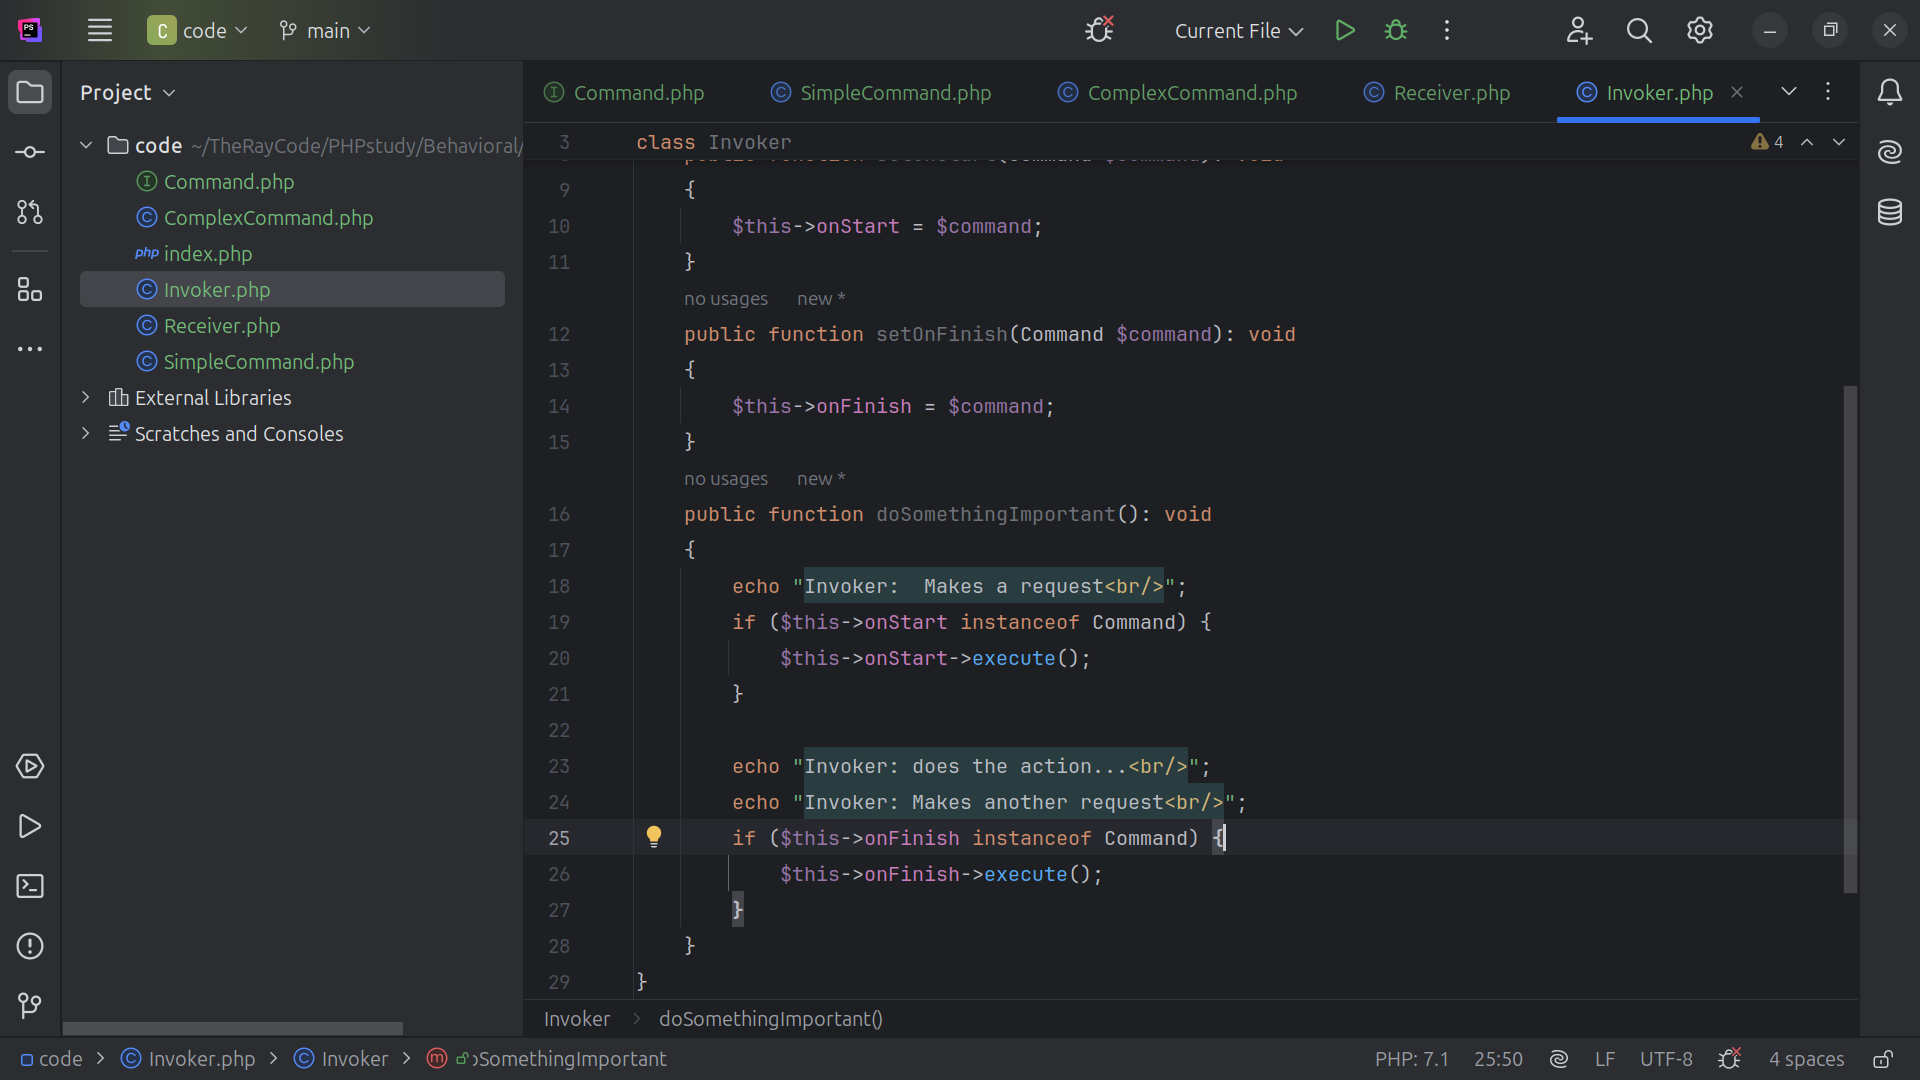 PS
C code main
Current File
Project
Command.php SimpleCommand.php ComplexCommand.php Receiver.php Invoker.php
code ~/TheRayCode/PHPstudy/Behavioral/
Command.php
ComplexCommand.php
php index.php
Invoker.php
Receiver.php
SimpleCommand.php
External Libraries
Scratches and Consoles
3 class Invoker
4
9 {
10 $this->onStart = $command;
11 }
no usages new *
12 public function setOnFinish(Command $command): void
13 {
14 $this->onFinish = $command;
15 }
no usages new *
16 public function doSomethingImportant(): void
17 {
18 echo "Invoker:  Makes a request<br/>";
19 if ($this->onStart instanceof Command) {
20 $this->onStart->execute();
21 }
22
23 echo "Invoker: does the action...<br/>";
24 echo "Invoker: Makes another request<br/>";
25 if ($this->onFinish instanceof Command) {
26 $this->onFinish->execute();
27 }
28 }
29 }
Invoker > doSomethingImportant()
code > Invoker.php > Invoker > SomethingImportant
PHP: 7.1 25:50 LF UTF-8 4 spaces